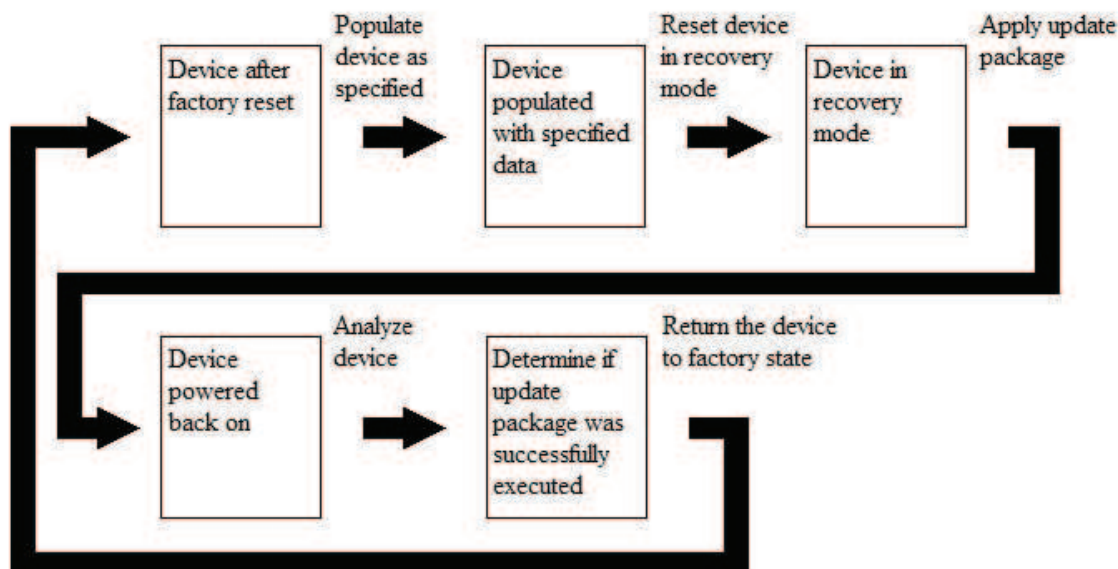 Device after
factory reset
Populate
device as
specified
Device
populated
with specified
data
Reset device
in recovery
mode
Device in
recovery
mode
Apply update
package
Device
powered
back on
Analyze
device
Determine if
update
package was
successfully
executed
Return the device
to factory state